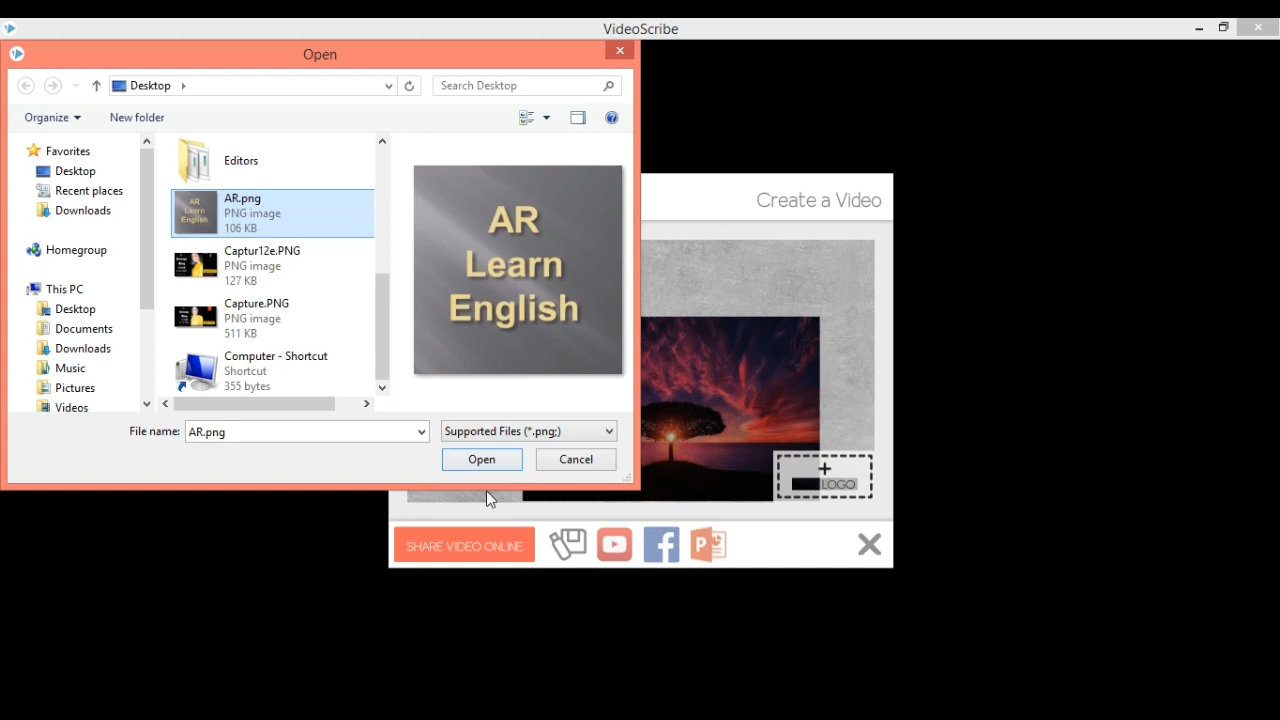 VideoScribe
Open
Desktop
Search Desktop
Organize
New folder
Favorites
Desktop
Recent places
Downloads
Homegroup
This PC
Desktop
Documents
Downloads
Music
Pictures
Videos
Editors
AR
Learn
English
AR.png
PNG image
106 KB
Captur12e.PNG
PNG image
127 KB
Capture.PNG
PNG image
511 KB
Computer - Shortcut
Shortcut
355 bytes
AR
Learn
English
File name:
AR.png
Supported Files (*.png;)
Open
Cancel
Create a Video
+
LOGO
SHARE VIDEO ONLINE
f
P